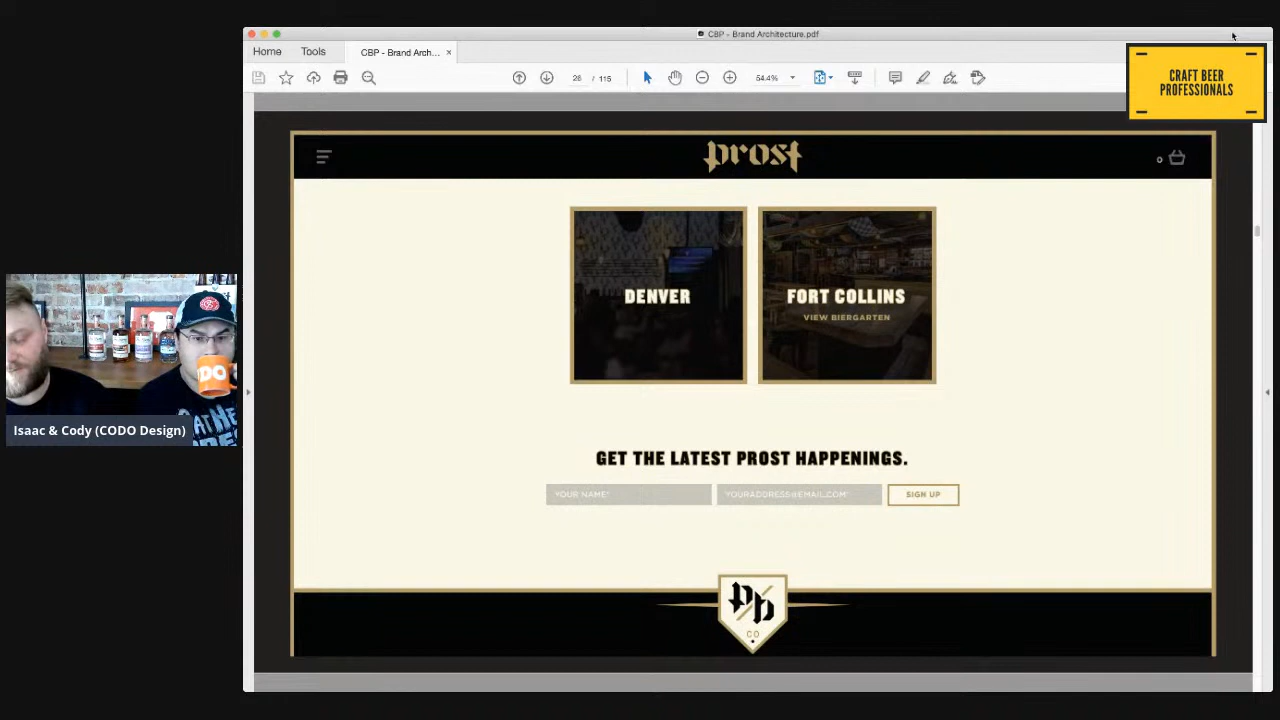 CBP - Brand Architecture.pdf
Home
Tools
CBP - Brand Arch... ×
26 / 115
54.4%
CRAFT BEER
PROFESSIONALS
prost
0
DENVER
FORT COLLINS
VIEW BIERGARTEN
GET THE LATEST PROST HAPPENINGS.
YOUR NAME*
YOURADDRESS@EMAIL.COM*
SIGN UP
CO
Isaac & Cody (CODO Design)